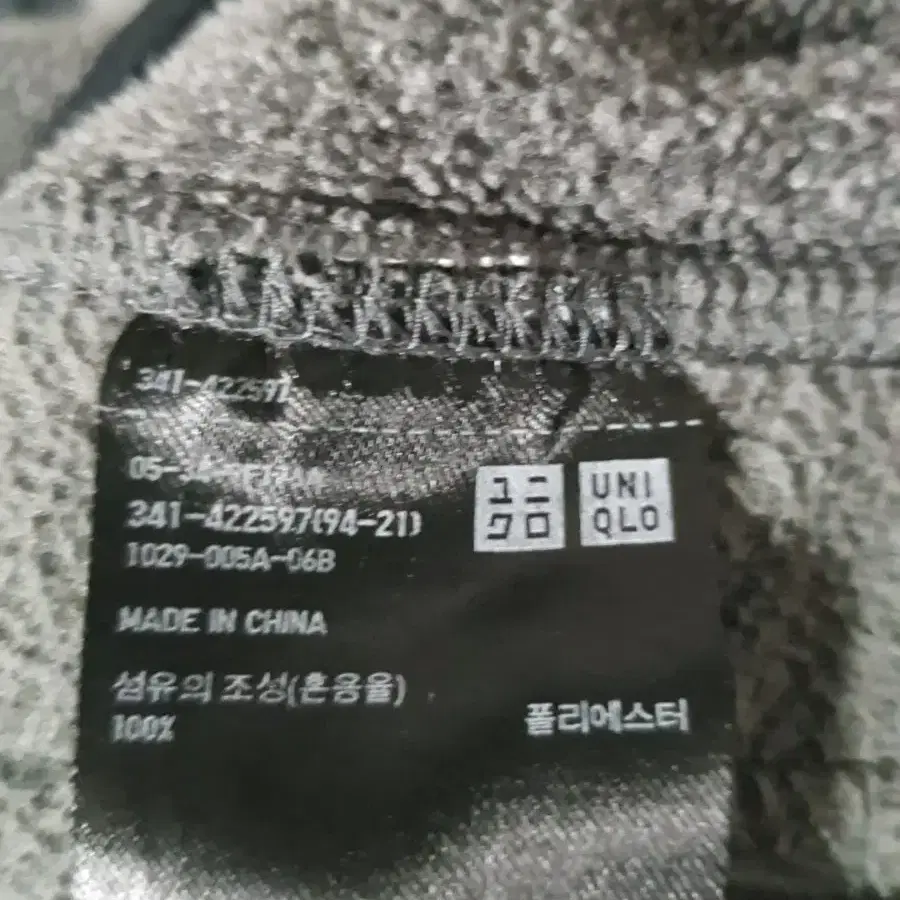 341-422597
ユニ
クロ
UNI
QLO
341-422597(94-21)
1029-005A-06B
MADE IN CHINA
섬유의 조성(혼용율)
100% 폴리에스터